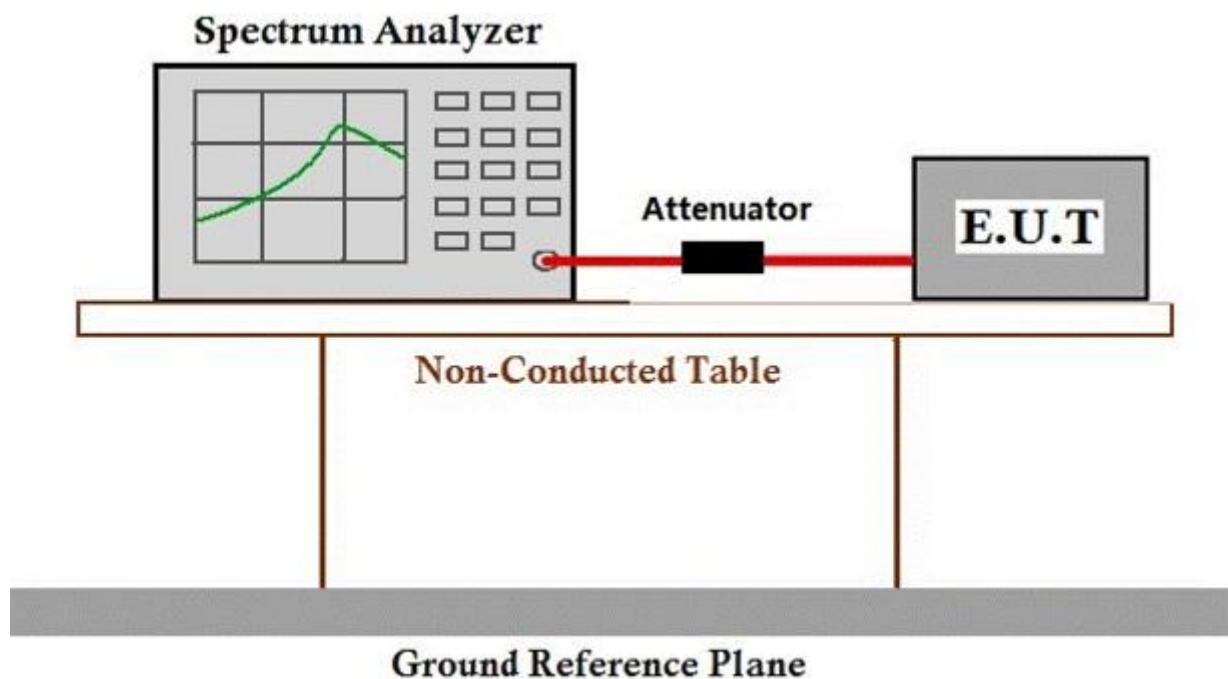 Spectrum Analyzer
Attenuator
E.U.T
Non-Conducted Table
Ground Reference Plane